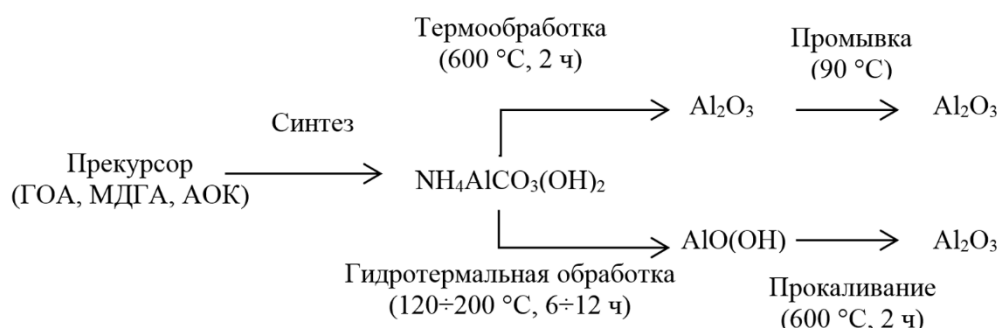 Термообработка
(600 °C, 2 ч)
Промывка
(90 °C)
Al₂O₃
Al₂O₃
Синтез
Прекурсор
(ГОА, МДГА, АОК)
NH₄AlCO₃(OH)₂
AlO(OH)
Al₂O₃
Гидротермальная обработка
(120÷200 °C, 6÷12 ч)
Прокаливание
(600 °C, 2 ч)